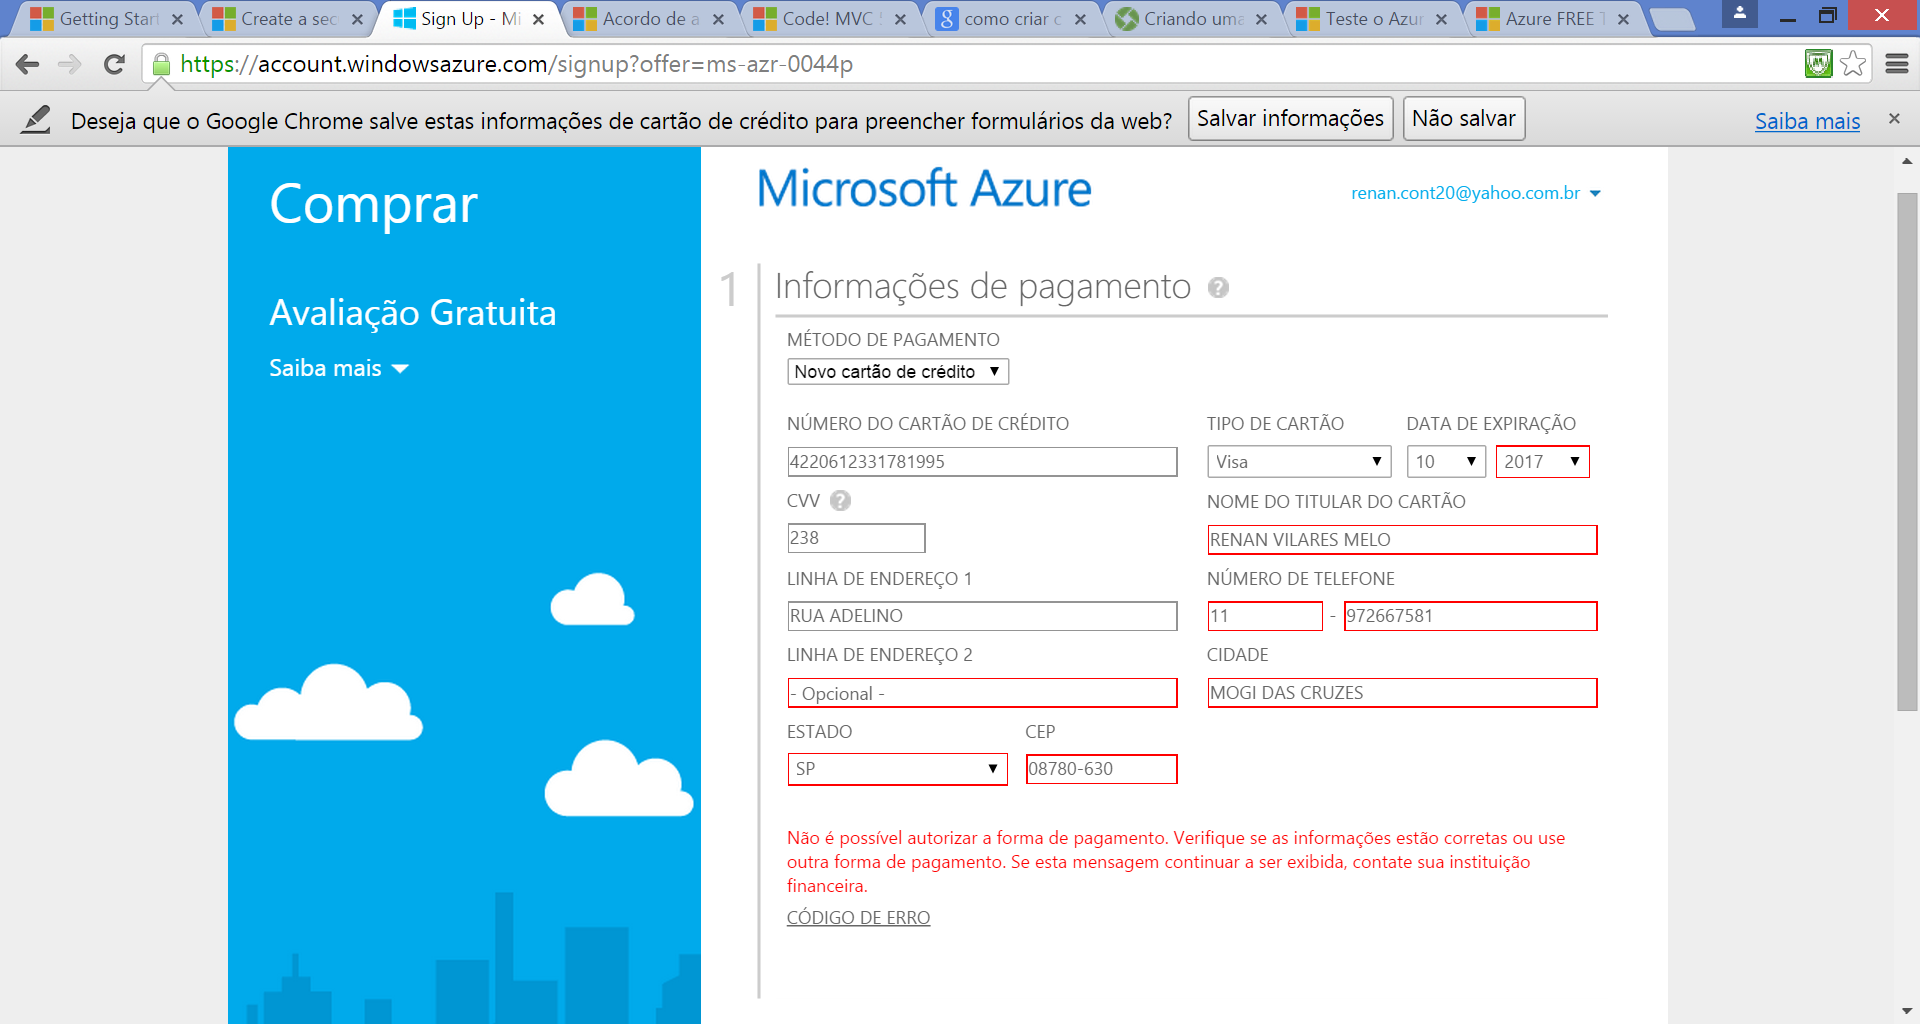 Getting Start
Create a sec
Sign Up - Mi
Acordo de a
Code! MVC 5
como criar c
Criando uma
Teste o Azur
Azure FREE T
https://account.windowsazure.com/signup?offer=ms-azr-0044p
Deseja que o Google Chrome salve estas informações de cartão de crédito para preencher formulários da web?
Salvar informações
Não salvar
Saiba mais
Comprar
Avaliação Gratuita
Saiba mais
Microsoft Azure
renan.cont20@yahoo.com.br
1
Informações de pagamento
MÉTODO DE PAGAMENTO
Novo cartão de crédito
NÚMERO DO CARTÃO DE CRÉDITO
4220612331781995
TIPO DE CARTÃO
Visa
DATA DE EXPIRAÇÃO
10
2017
CVV
238
NOME DO TITULAR DO CARTÃO
RENAN VILARES MELO
LINHA DE ENDEREÇO 1
RUA ADELINO
NÚMERO DE TELEFONE
11 - 972667581
LINHA DE ENDEREÇO 2
- Opcional -
CIDADE
MOGI DAS CRUZES
ESTADO
SP
CEP
08780-630
Não é possível autorizar a forma de pagamento. Verifique se as informações estão corretas ou use
outra forma de pagamento. Se esta mensagem continuar a ser exibida, contate sua instituição
financeira.
CÓDIGO DE ERRO